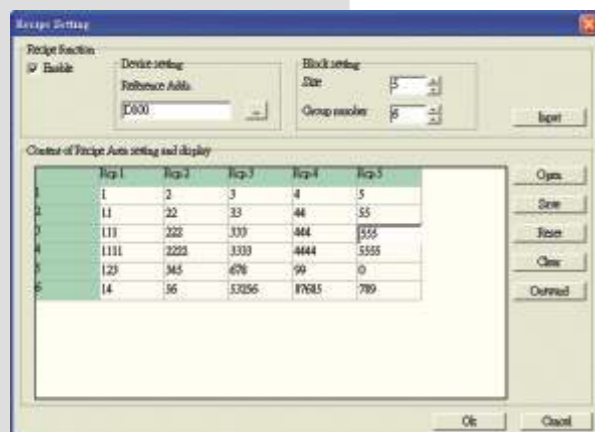 Recipe Setting
Recipe function
Enable
Device setting
Reference Addr.
D100
...
Block setting
Size 5
Group number 6
Input
Content of Recipe Area setting and display
Rcp1 Rcp2 Rcp3 Rcp4 Rcp5
1 1 2 3 4 5
2 11 22 33 44 55
3 111 222 333 444 555
4 1111 2222 3333 4444 5555
5 123 345 678 99 0
6 14 56 53256 87685 789
Open
Save
Reset
Clear
Outward
Ok
Cancel